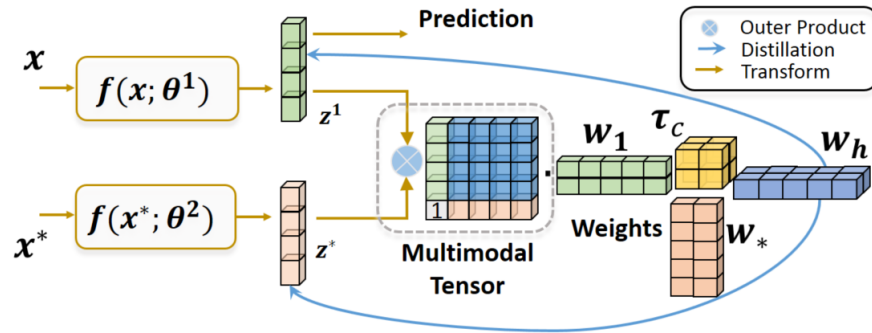 Prediction
Outer Product
Distillation
Transform
x
f(x; θ¹)
z¹
w₁
τ_c
w_h
1
.
x*
f(x*; θ²)
z*
Multimodal
Tensor
Weights
w_*